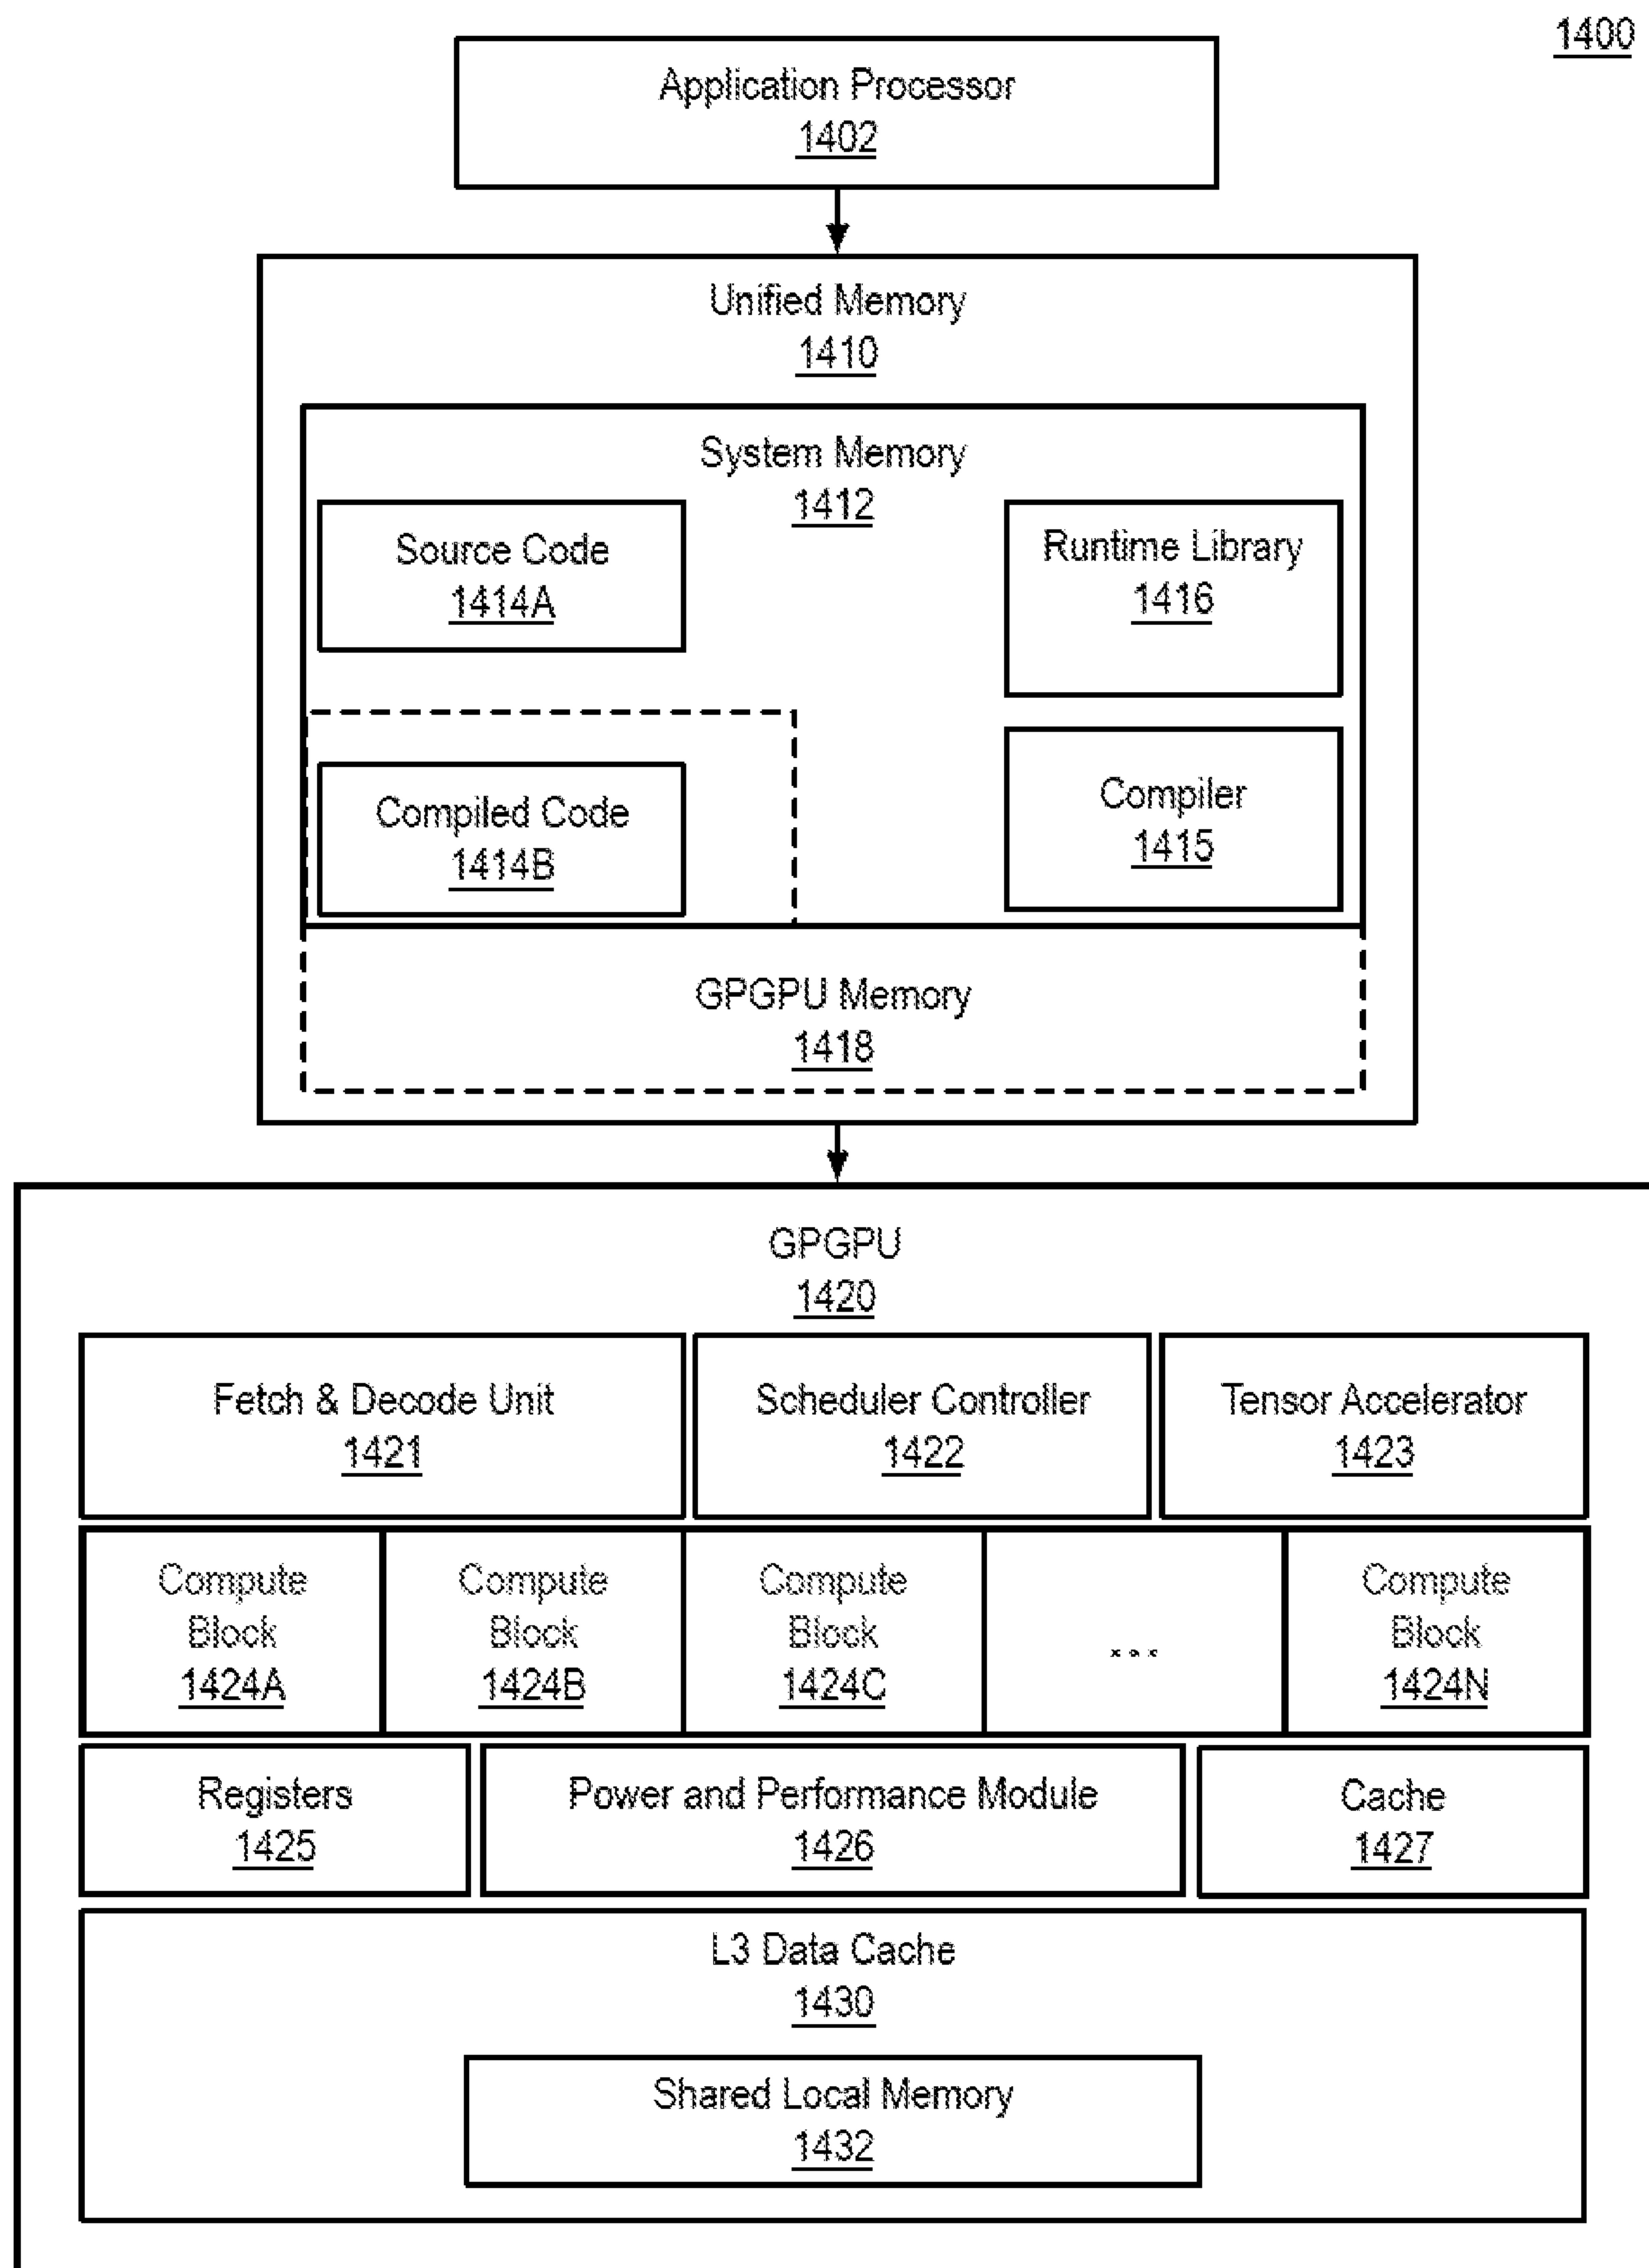 1400
Application Processor
1402
Unified Memory
1410
System Memory
1412
Source Code
1414A
Runtime Library
1416
Compiled Code
1414B
Compiler
1415
GPGPU Memory
1418
GPGPU
1420
Fetch & Decode Unit
1421
Scheduler Controller
1422
Tensor Accelerator
1423
Compute
Block
1424A
Compute
Block
1424B
Compute
Block
1424C
...
Compute
Block
1424N
Registers
1425
Power and Performance Module
1426
Cache
1427
L3 Data Cache
1430
Shared Local Memory
1432